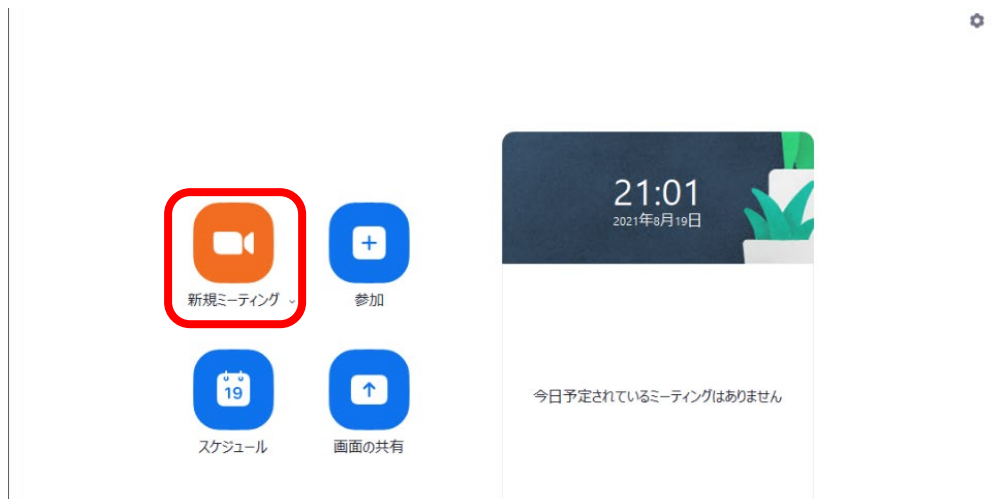 21:01
2021年8月19日
新規ミーティング
参加
19
スケジュール
画面の共有
今日予定されているミーティングはありません